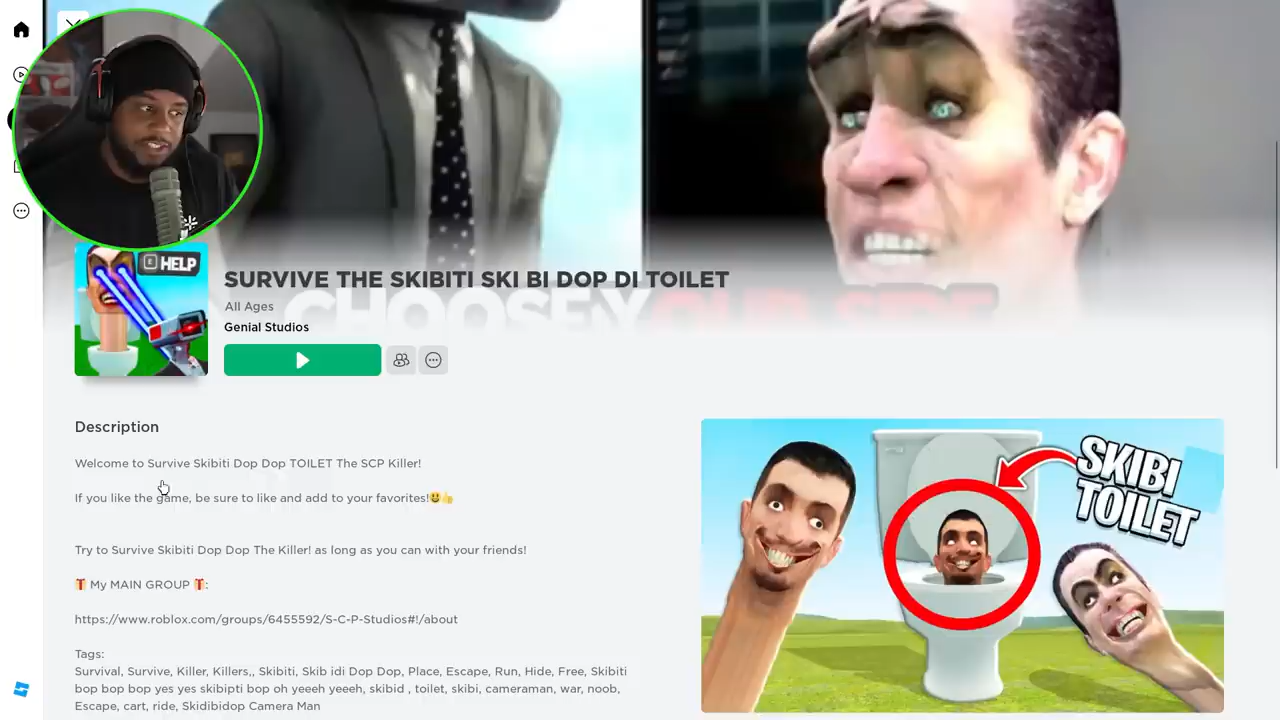 HELP
SURVIVE THE SKIBITI SKI BI DOP DI TOILET
All Ages
CHOOSE YOUR SIDE
Genial Studios
Description
Welcome to Survive Skibiti Dop Dop TOILET The SCP Killer!
If you like the game, be sure to like and add to your favorites!😃👍
Try to Survive Skibiti Dop Dop The Killer! as long as you can with your friends!
🎁 My MAIN GROUP 🎁:
https://www.roblox.com/groups/6455592/S-C-P-Studios#!/about
Tags:
Survival, Survive, Killer, Killers,, Skibiti, Skib idi Dop Dop, Place, Escape, Run, Hide, Free, Skibiti
bop bop bop yes yes skibipti bop oh yeeeh yeeeh, skibid , toilet, skibi, cameraman, war, noob,
Escape, cart, ride, Skidibidop Camera Man
SKIBI
TOILET